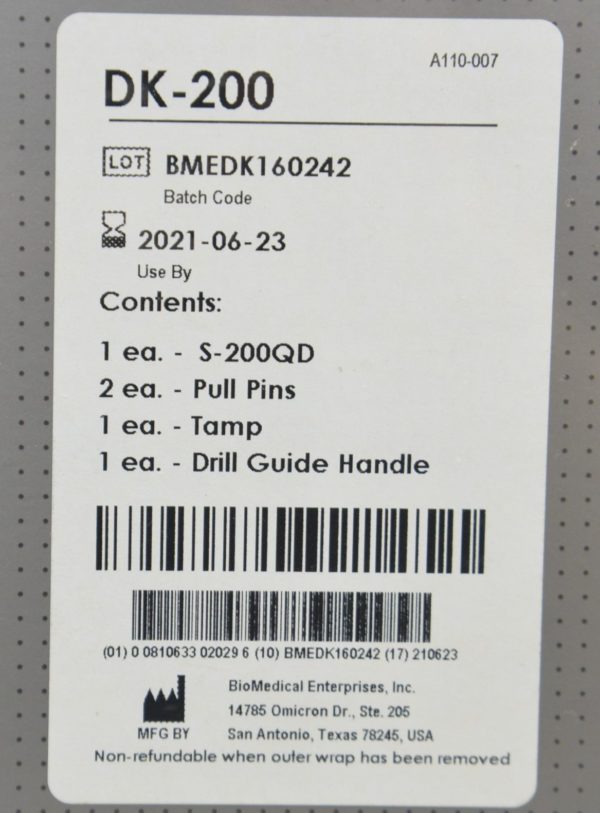 A110-007
DK-200
LOT BMEDK160242
Batch Code
2021-06-23
Use By
Contents:
1 ea. - S-200QD
2 ea. - Pull Pins
1 ea. - Tamp
1 ea. - Drill Guide Handle
(01) 0 0810633 02029 6 (10) BMEDK160242 (17) 210623
BioMedical Enterprises, Inc.
14785 Omicron Dr., Ste. 205
MFG BY San Antonio, Texas 78245, USA
Non-refundable when outer wrap has been removed